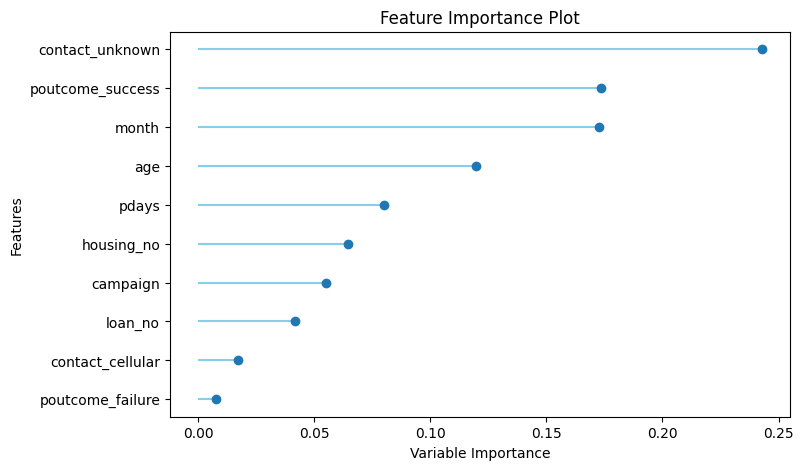 Feature Importance Plot
contact_unknown
poutcome_success
month
age
pdays
housing_no
campaign
loan_no
contact_cellular
poutcome_failure
Features
0.00 0.05 0.10 0.15 0.20 0.25
Variable Importance